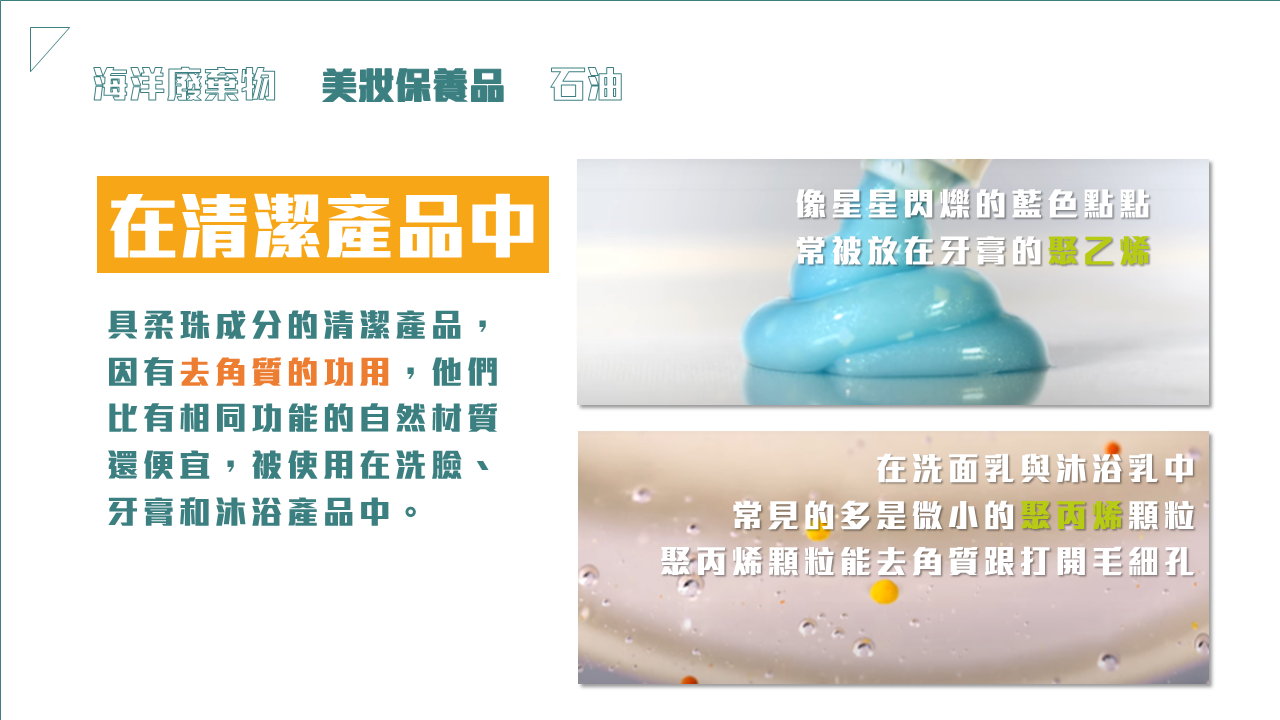 海洋廢棄物 美妝保養品 石油
在清潔產品中
具柔珠成分的清潔產品，
因有去角質的功用，他們
比有相同功能的自然材質
還便宜，被使用在洗臉、
牙膏和沐浴產品中。
像星星閃爍的藍色點點
常被放在牙膏的聚乙烯
在洗面乳與沐浴乳中
常見的多是微小的聚丙烯顆粒
聚丙烯顆粒能去角質跟打開毛細孔